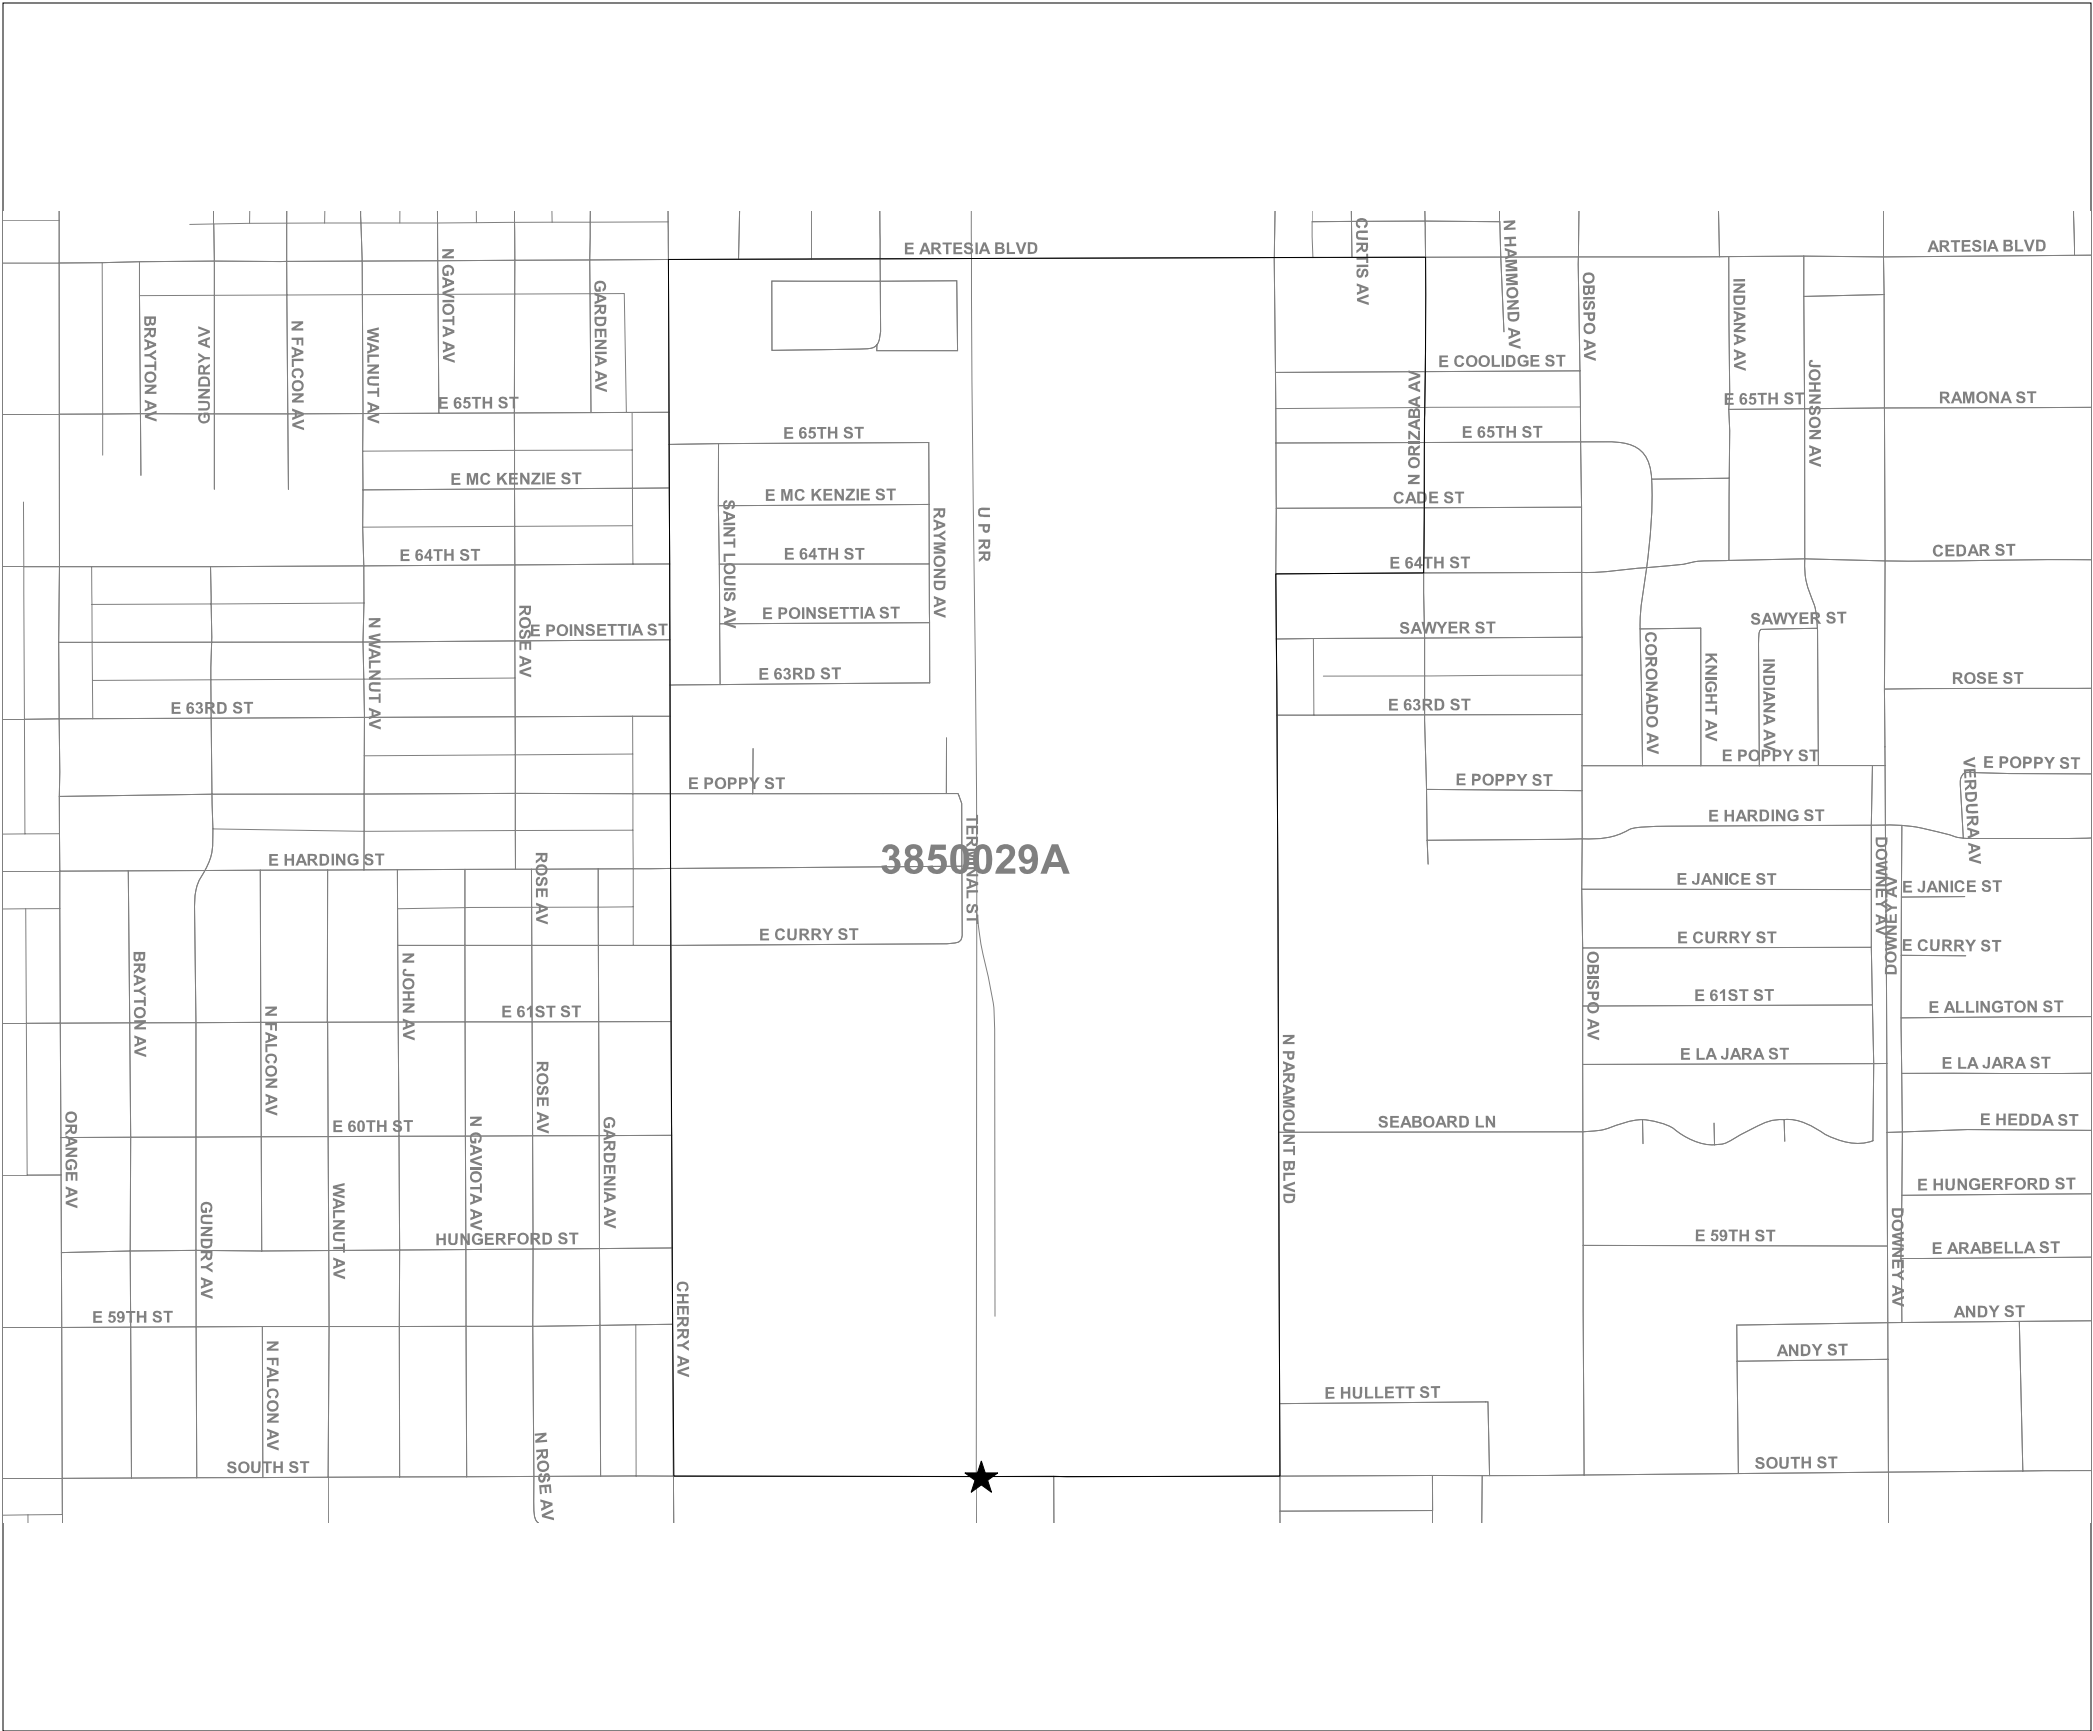 E ARTESIA BLVD
ARTESIA BLVD
CURTIS AV
N HAMMOND AV
N GAVIOTA AV
GARDENIA AV
OBISPO AV
INDIANA AV
BRAYTON AV
GUNDRY AV
N FALCON AV
WALNUT AV
E COOLIDGE ST
JOHNSON AV
N ORIZABA AV
E 65TH ST
E 65TH ST
RAMONA ST
E 65TH ST
E 65TH ST
E MC KENZIE ST
E MC KENZIE ST
CADE ST
SAINT LOUIS AV
RAYMOND AV
U P RR
E 64TH ST
E 64TH ST
E 64TH ST
CEDAR ST
ROSE AV
E POINSETTIA ST
E POINSETTIA ST
N WALNUT AV
SAWYER ST
SAWYER ST
CORONADO AV
KNIGHT AV
INDIANA AV
E 63RD ST
ROSE ST
E 63RD ST
E 63RD ST
E POPPY ST
E POPPY ST
E POPPY ST
E POPPY ST
VERDURA AV
TERMINAL ST
E HARDING ST
3850029A
E HARDING ST
ROSE AV
DOWNEY AV
DOWNEY AV
E JANICE ST
E JANICE ST
E CURRY ST
E CURRY ST
E CURRY ST
BRAYTON AV
N JOHN AV
OBISPO AV
E 61ST ST
E 61ST ST
E ALLINGTON ST
N FALCON AV
N PARAMOUNT BLVD
ROSE AV
E LA JARA ST
E LA JARA ST
ORANGE AV
E 60TH ST
N GAVIOTA AV
GARDENIA AV
SEABOARD LN
E HEDDA ST
WALNUT AV
E HUNGERFORD ST
GUNDRY AV
HUNGERFORD ST
E 59TH ST
DOWNEY AV
E ARABELLA ST
CHERRY AV
E 59TH ST
ANDY ST
N FALCON AV
ANDY ST
E HULLETT ST
N ROSE AV
SOUTH ST
SOUTH ST